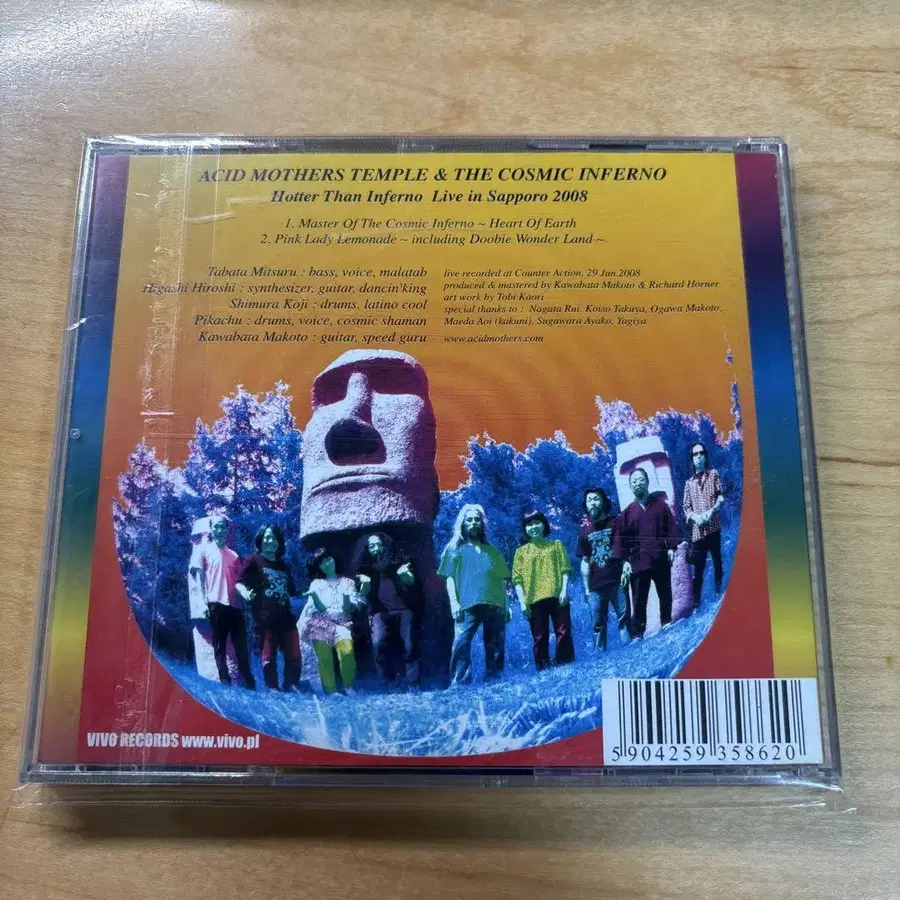 ACID MOTHERS TEMPLE & THE COSMIC INFERNO
Hotter Than Inferno Live in Sapporo 2008
1. Master Of The Cosmic Inferno ~ Heart Of Earth
2. Pink Lady Lemonade ~ including Doobie Wonder Land ~
Tabata Mitsuru : bass, voice, malatab
Higashi Hiroshi : synthesizer, guitar, dancin'king
Shimura Koji : drums, latino cool
Pikachu : drums, voice, cosmic shaman
Kawabata Makoto : guitar, speed guru
live recorded at Counter Action, 29 Jun.2008
produced & mastered by Kawabata Makoto & Richard Horner
art work by Tobi Kaori
special thanks to : Nagata Rui. Koiso Takuya, Ogawa Makoto,
Maeda Aoi (kakuni), Sugawara Ayako, Yagiya
www.acidmothers.com
VIVO RECORDS www.vivo.pl
5904259358620